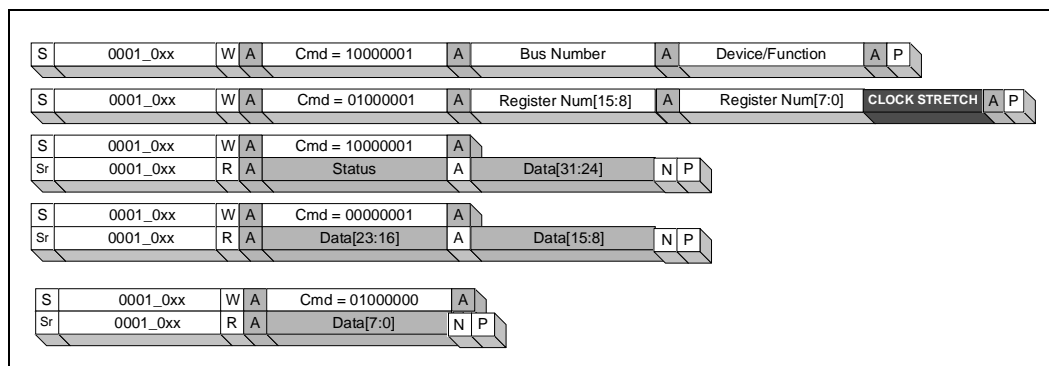 S 0001_0xx W A Cmd = 10000001 A Bus Number A Device/Function A P
S 0001_0xx W A Cmd = 01000001 A Register Num[15:8] A Register Num[7:0] CLOCK STRETCH A P
S 0001_0xx W A Cmd = 10000001 A
Sr 0001_0xx R A Status A Data[31:24] N P
S 0001_0xx W A Cmd = 00000001 A
Sr 0001_0xx R A Data[23:16] A Data[15:8] N P
S 0001_0xx W A Cmd = 01000000 A
Sr 0001_0xx R A Data[7:0] N P